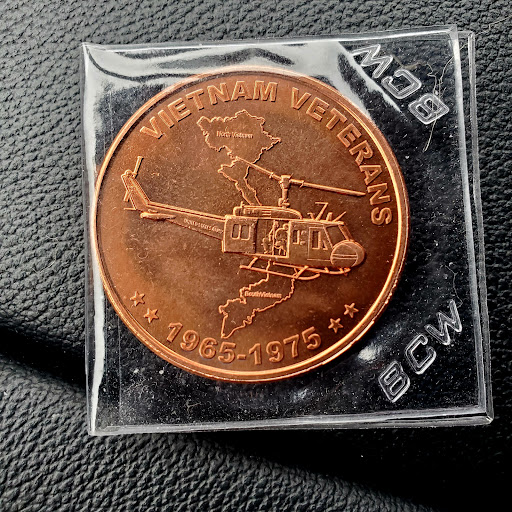 VIETNAM VETERANS
North Vietnam
South Vietnam
1965-1975
BCW
BCW